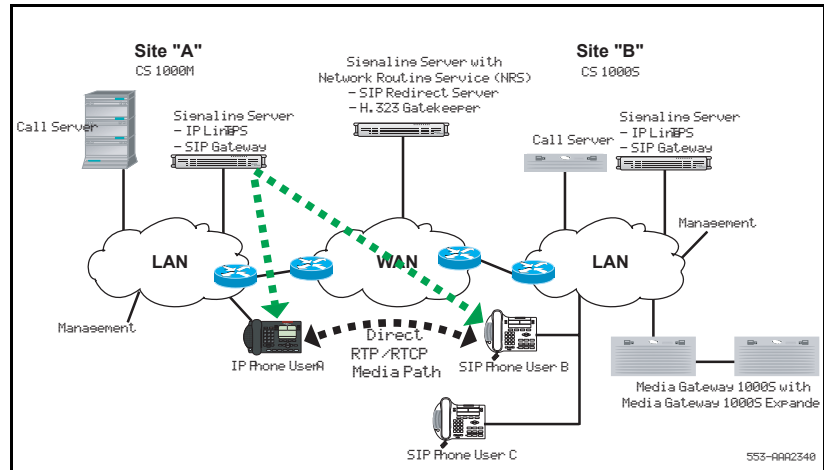 Site "A"
CS 1000M
Signaling Server with
Network Routing Service (NRS)
– SIP Redirect Server
– H.323 Gatekeeper
Site "B"
CS 1000S
Call Server
Signaling Server
– IP Line
– SIP Gateway
Call Server
Signaling Server
– IP Line
– SIP Gateway
Management
LAN
WAN
LAN
Management
IP Phone User A
Direct
RTP/RTCP
Media Path
SIP Phone User B
Media Gateway 1000S with
Media Gateway 1000S Expande
SIP Phone User C
553-AAA2340